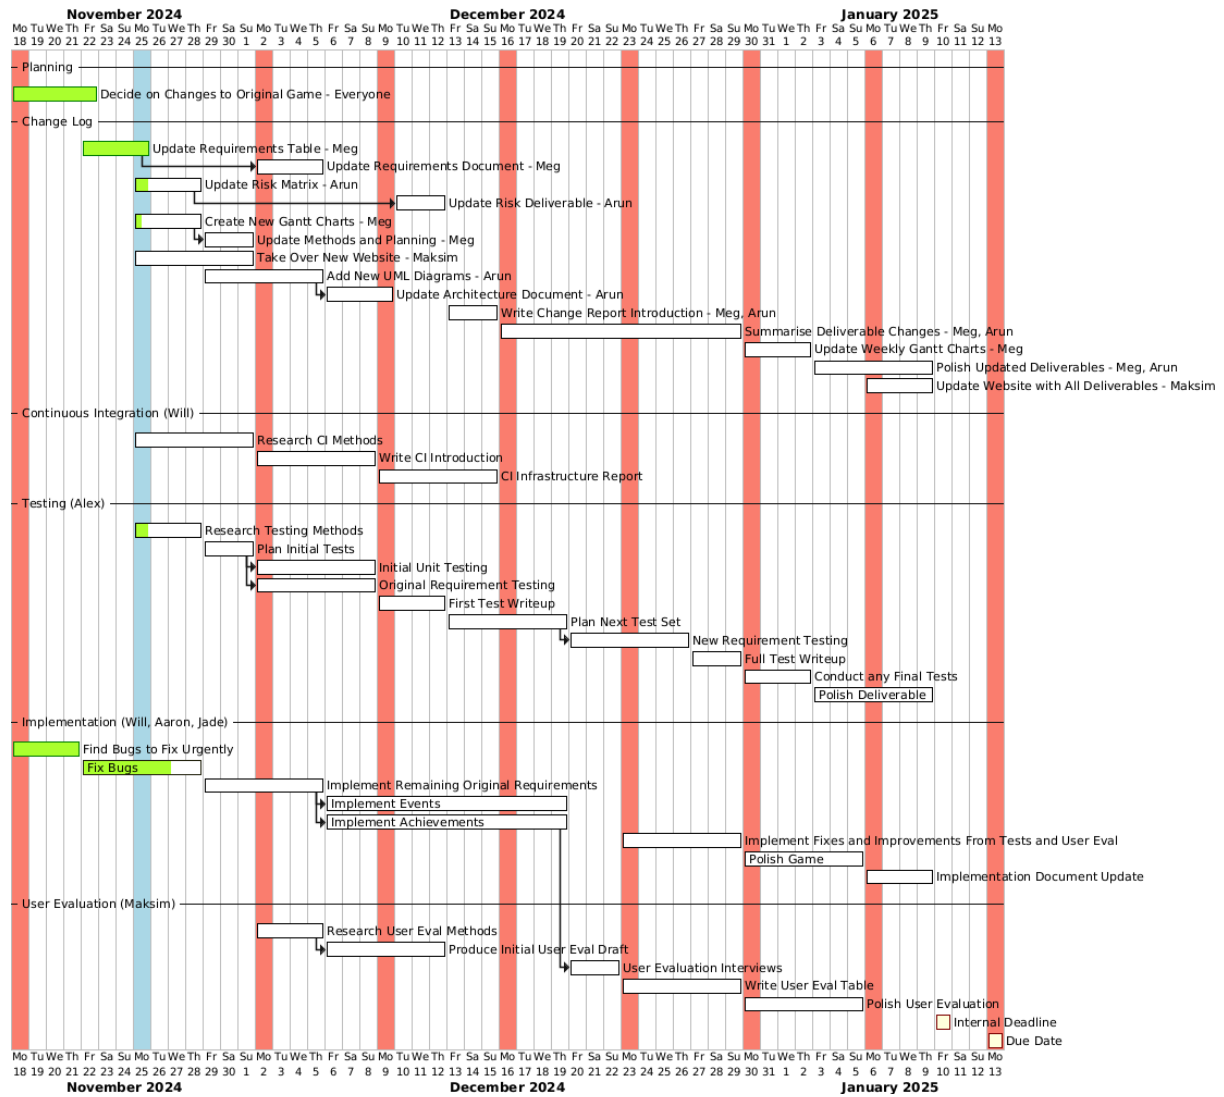 November 2024 December 2024 January 2025
Mo Tu We Th Fr Sa Su Mo Tu We Th Fr Sa Su Mo Tu We Th Fr Sa Su Mo Tu We Th Fr Sa Su Mo Tu We Th Fr Sa Su Mo Tu We Th Fr Sa Su Mo Tu We Th Fr Sa Su Mo Tu We Th Fr Sa Su Mo
18 19 20 21 22 23 24 25 26 27 28 29 30 1 2 3 4 5 6 7 8 9 10 11 12 13 14 15 16 17 18 19 20 21 22 23 24 25 26 27 28 29 30 31 1 2 3 4 5 6 7 8 9 10 11 12 13
Planning
Decide on Changes to Original Game - Everyone
Change Log
Update Requirements Table - Meg
Update Requirements Document - Meg
Update Risk Matrix - Arun
Update Risk Deliverable - Arun
Create New Gantt Charts - Meg
Update Methods and Planning - Meg
Take Over New Website - Maksim
Add New UML Diagrams - Arun
Update Architecture Document - Arun
Write Change Report Introduction - Meg, Arun
Summarise Deliverable Changes - Meg, Arun
Update Weekly Gantt Charts - Meg
Polish Updated Deliverables - Meg, Arun
Update Website with All Deliverables - Maksim
Continuous Integration (Will)
Research CI Methods
Write CI Introduction
CI Infrastructure Report
Testing (Alex)
Research Testing Methods
Plan Initial Tests
Initial Unit Testing
Original Requirement Testing
First Test Writeup
Plan Next Test Set
New Requirement Testing
Full Test Writeup
Conduct any Final Tests
Polish Deliverable
Implementation (Will, Aaron, Jade)
Find Bugs to Fix Urgently
Fix Bugs
Implement Remaining Original Requirements
Implement Events
Implement Achievements
Implement Fixes and Improvements From Tests and User Eval
Polish Game
Implementation Document Update
User Evaluation (Maksim)
Research User Eval Methods
Produce Initial User Eval Draft
User Evaluation Interviews
Write User Eval Table
Polish User Evaluation
Internal Deadline
Due Date
Mo Tu We Th Fr Sa Su Mo Tu We Th Fr Sa Su Mo Tu We Th Fr Sa Su Mo Tu We Th Fr Sa Su Mo Tu We Th Fr Sa Su Mo Tu We Th Fr Sa Su Mo Tu We Th Fr Sa Su Mo Tu We Th Fr Sa Su Mo
18 19 20 21 22 23 24 25 26 27 28 29 30 1 2 3 4 5 6 7 8 9 10 11 12 13 14 15 16 17 18 19 20 21 22 23 24 25 26 27 28 29 30 31 1 2 3 4 5 6 7 8 9 10 11 12 13
November 2024 December 2024 January 2025